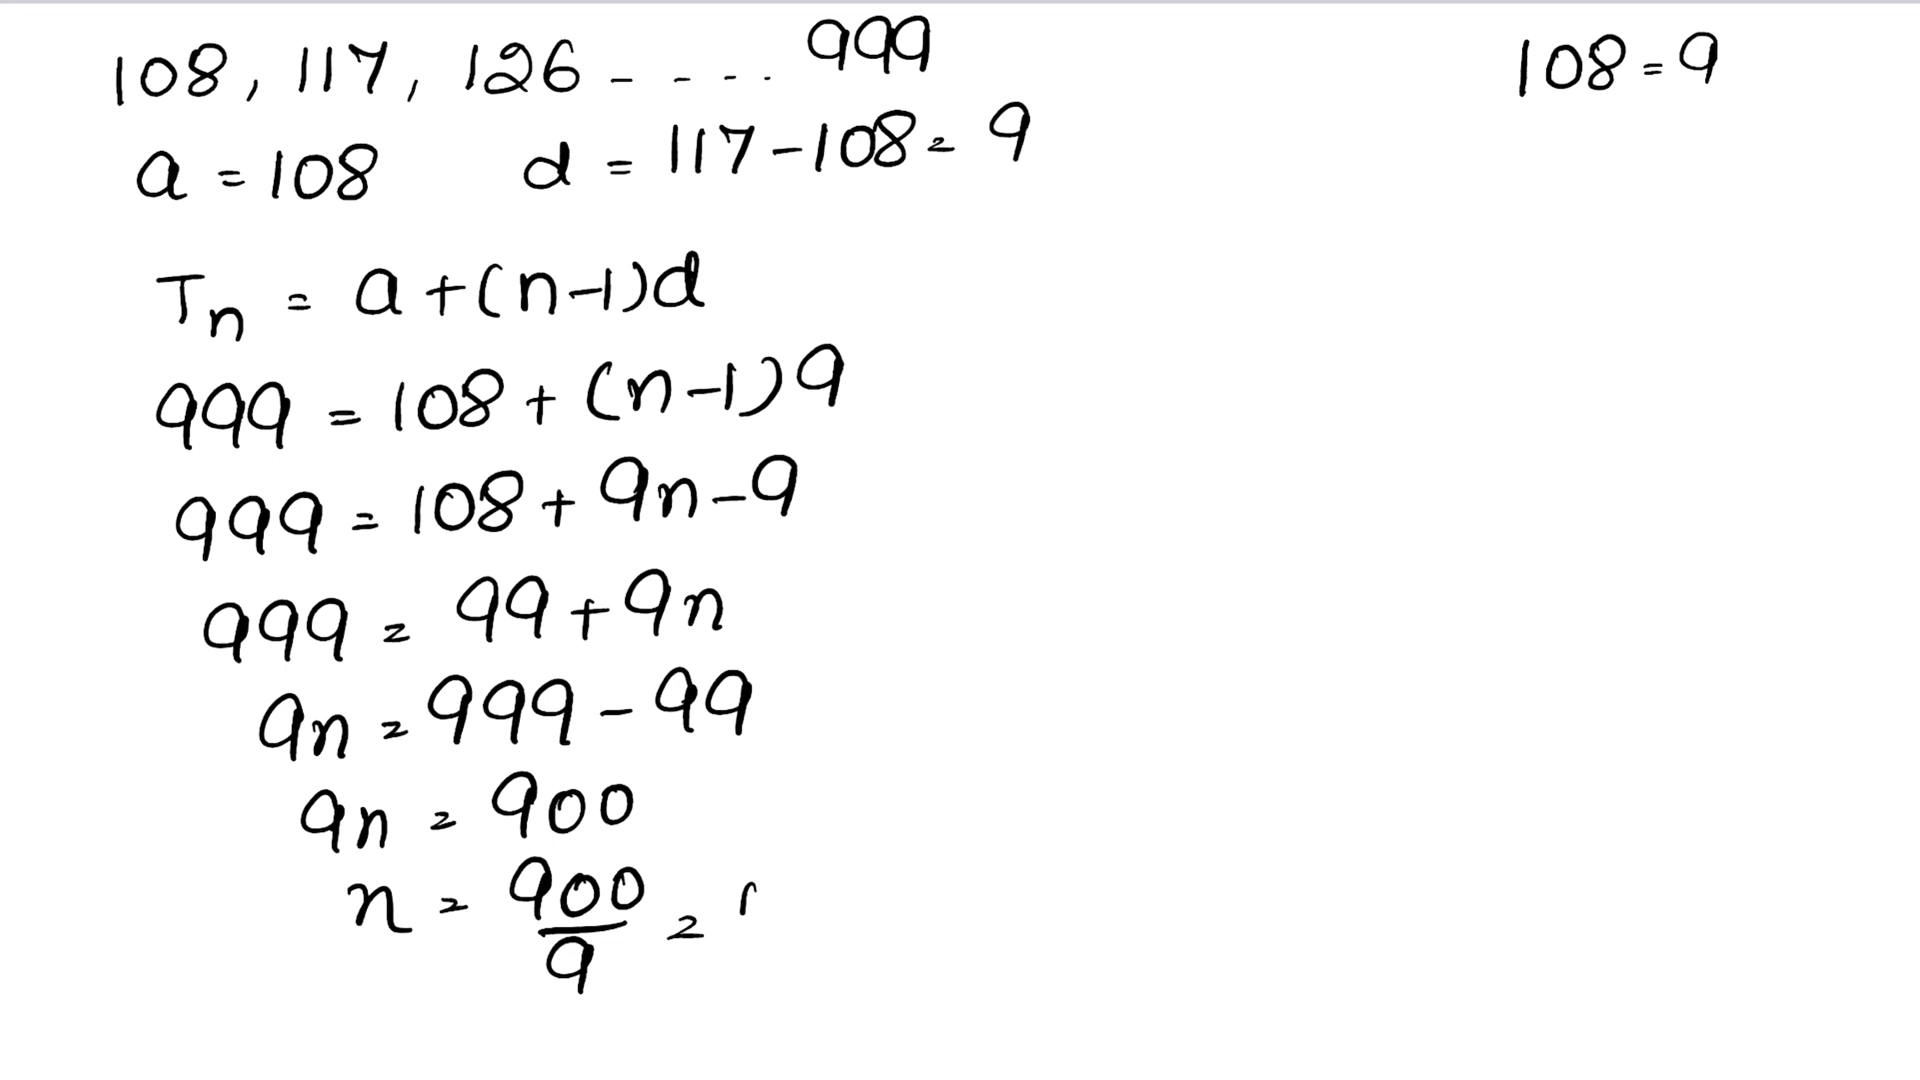 108, 117, 126 - - - - . 999
108 = 9
a = 108 d = 117 - 108 = 9
Tn = a + (n-1)d
999 = 108 + (n-1)9
999 = 108 + 9n - 9
999 = 99 + 9n
9n = 999 - 99
9n = 900
n = 900/9 =